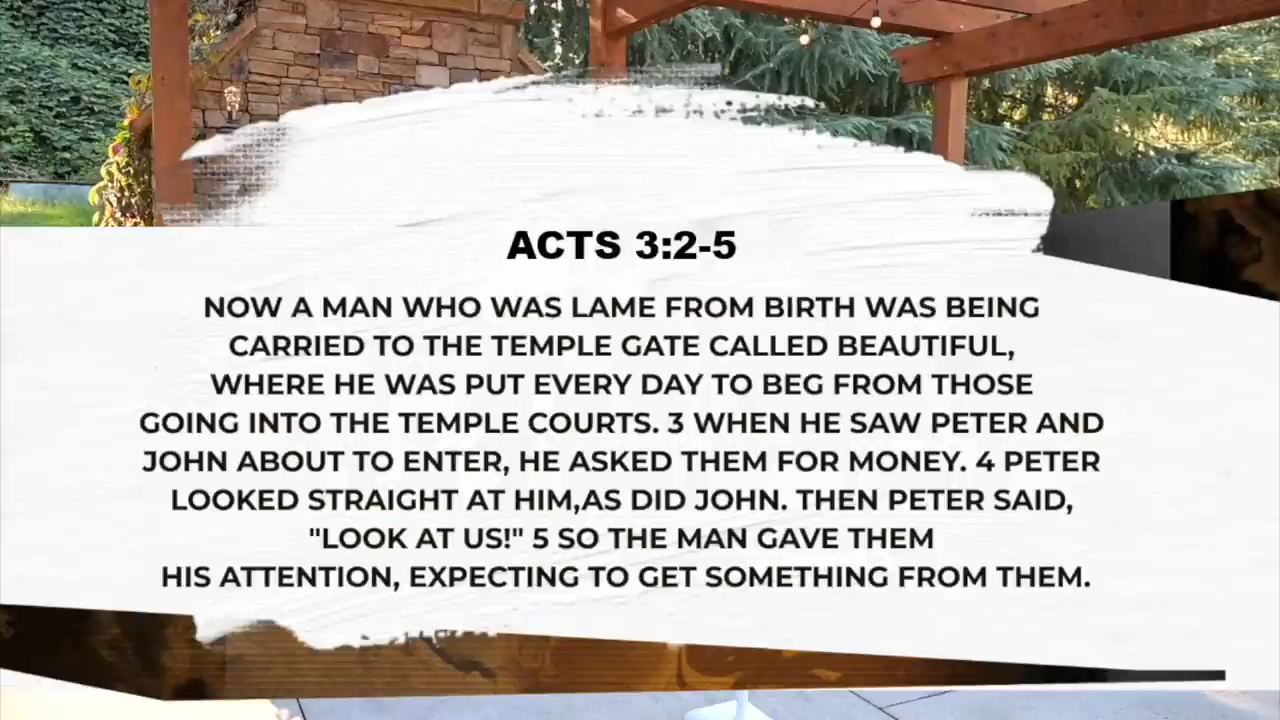 ACTS 3:2-5
NOW A MAN WHO WAS LAME FROM BIRTH WAS BEING
CARRIED TO THE TEMPLE GATE CALLED BEAUTIFUL,
WHERE HE WAS PUT EVERY DAY TO BEG FROM THOSE
GOING INTO THE TEMPLE COURTS. 3 WHEN HE SAW PETER AND
JOHN ABOUT TO ENTER, HE ASKED THEM FOR MONEY. 4 PETER
LOOKED STRAIGHT AT HIM,AS DID JOHN. THEN PETER SAID,
"LOOK AT US!" 5 SO THE MAN GAVE THEM
HIS ATTENTION, EXPECTING TO GET SOMETHING FROM THEM.